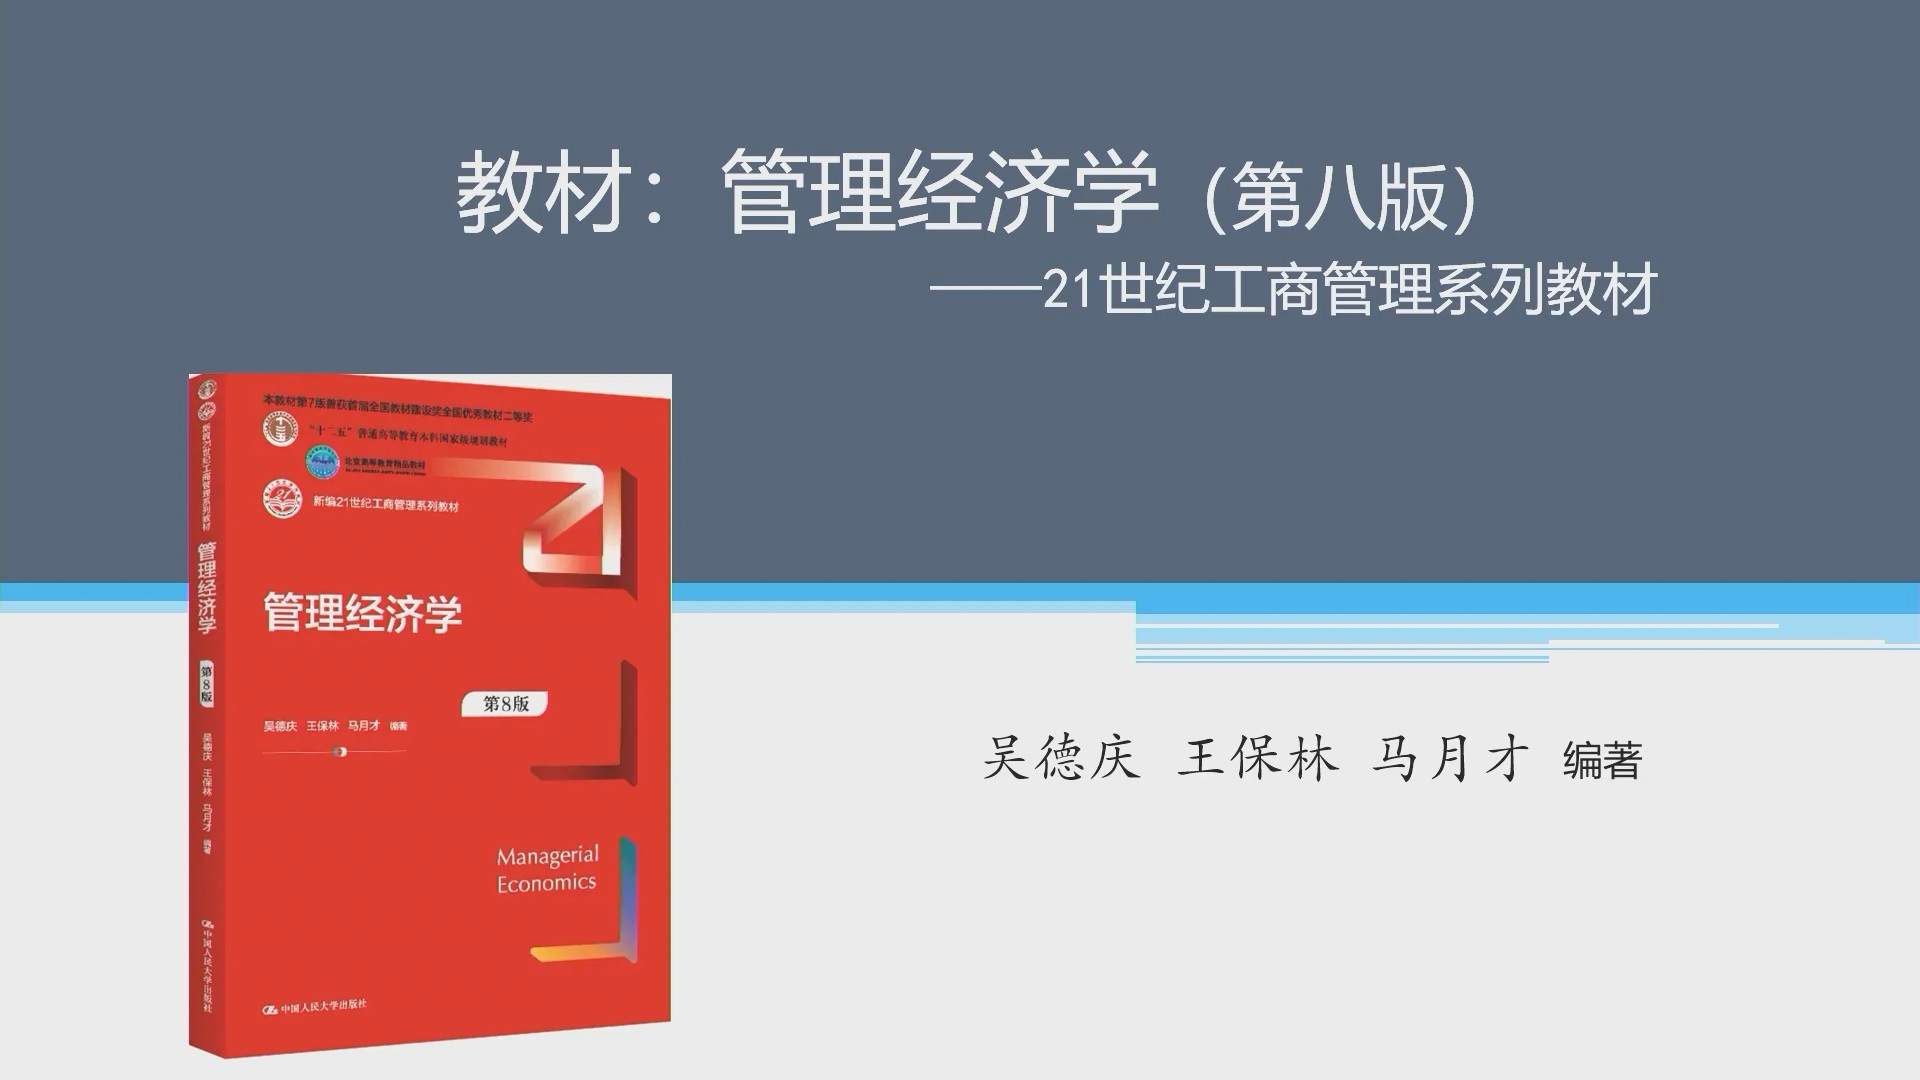 教材：管理经济学（第八版）
——21世纪工商管理系列教材
本教材第7版曾获首届全国教材建设奖全国优秀教材二等奖
“十二五”普通高等教育本科国家级规划教材
北京高等教育精品教材
新编21世纪工商管理系列教材
管理经济学
第8版
吴德庆 王保林 马月才 编著
Managerial
Economics
中国人民大学出版社
新编21世纪工商管理系列教材
管理经济学
第8版
吴德庆 王保林 马月才 编著
中国人民大学出版社
吴德庆 王保林 马月才 编著